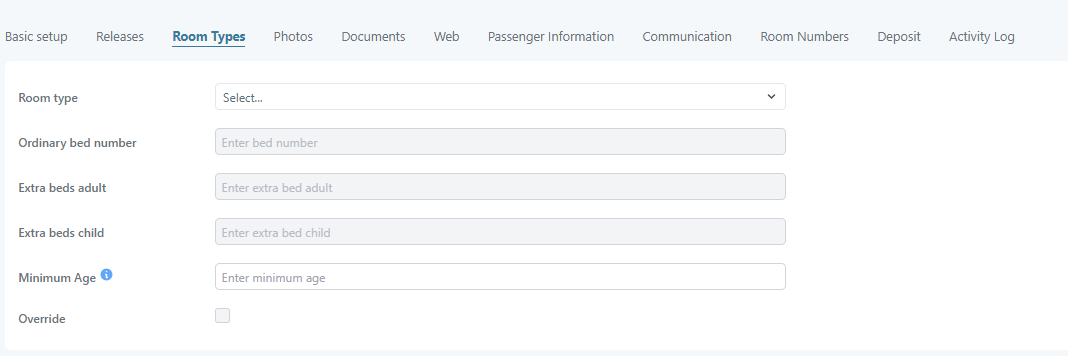 Basic setup Releases Room Types Photos Documents Web Passenger Information Communication Room Numbers Deposit Activity Log
Room type Select...
Ordinary bed number Enter bed number
Extra beds adult Enter extra bed adult
Extra beds child Enter extra bed child
Minimum Age Enter minimum age
Override